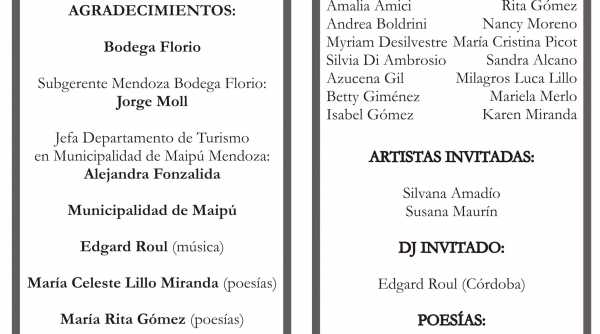 AGRADECIMIENTOS:
Bodega Florio
Subgerente Mendoza Bodega Florio:
Jorge Moll
Jefa Departamento de Turismo
en Municipalidad de Maipú Mendoza:
Alejandra Fonzalida
Municipalidad de Maipú
Edgard Roul (música)
María Celeste Lillo Miranda (poesías)
María Rita Gómez (poesías)
Amalia Amici Rita Gómez
Andrea Boldrini Nancy Moreno
Myriam Desilvestre María Cristina Picot
Silvia Di Ambrosio Sandra Alcano
Azucena Gil Milagros Luca Lillo
Betty Giménez Mariela Merlo
Isabel Gómez Karen Miranda
ARTISTAS INVITADAS:
Silvana Amadío
Susana Maurín
DJ INVITADO:
Edgard Roul (Córdoba)
POESÍAS: